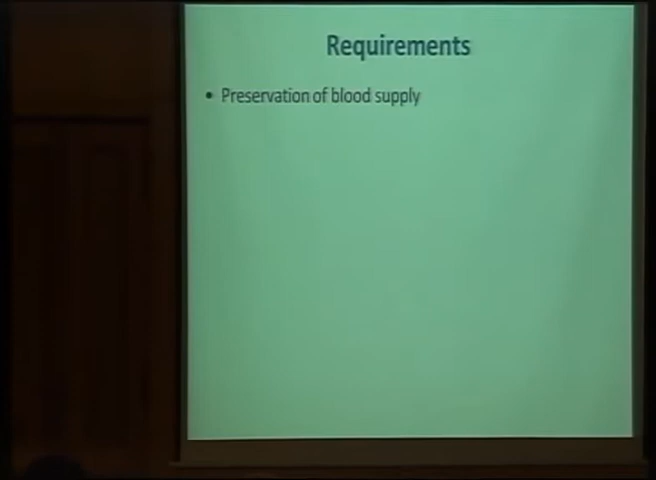 Requirements
• Preservation of blood supply